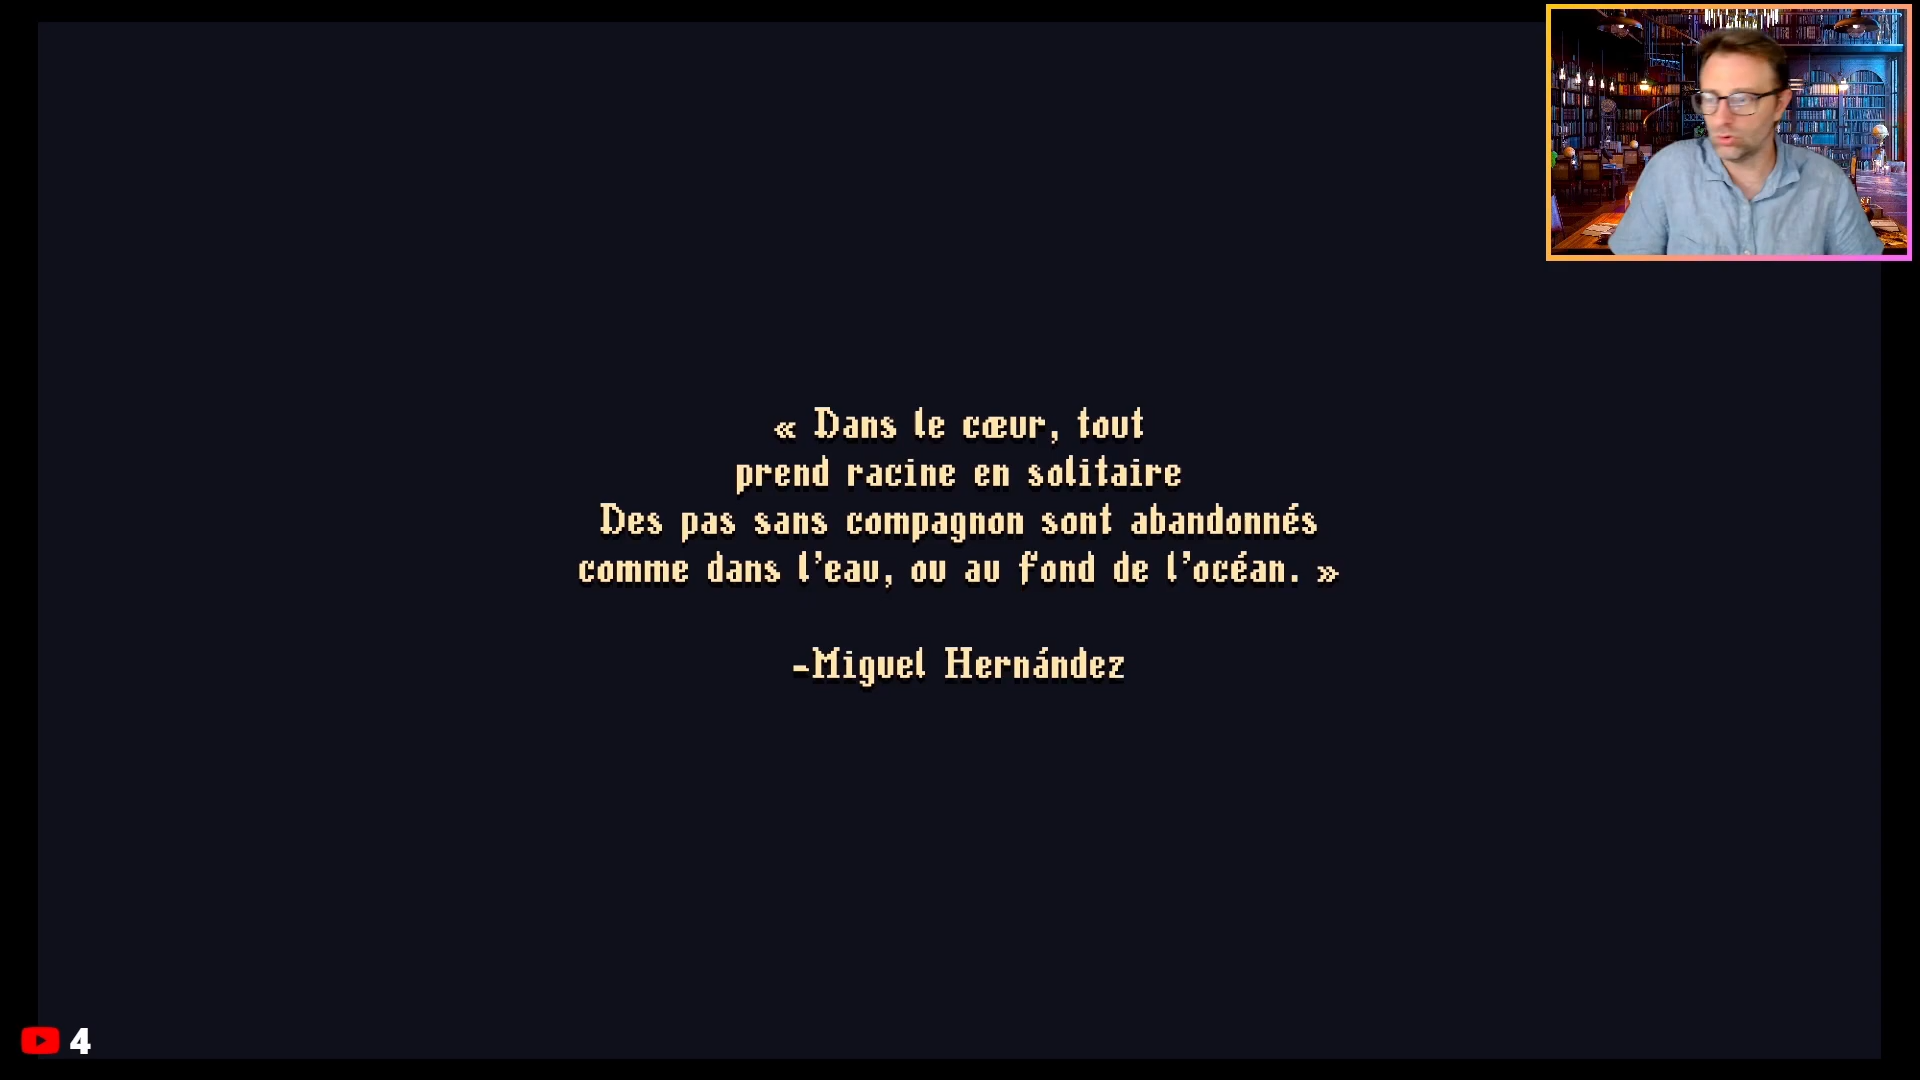 « Dans le cœur, tout
prend racine en solitaire
Des pas sans compagnon sont abandonnés
comme dans l'eau, ou au fond de l'océan. »
-Miguel Hernández
4